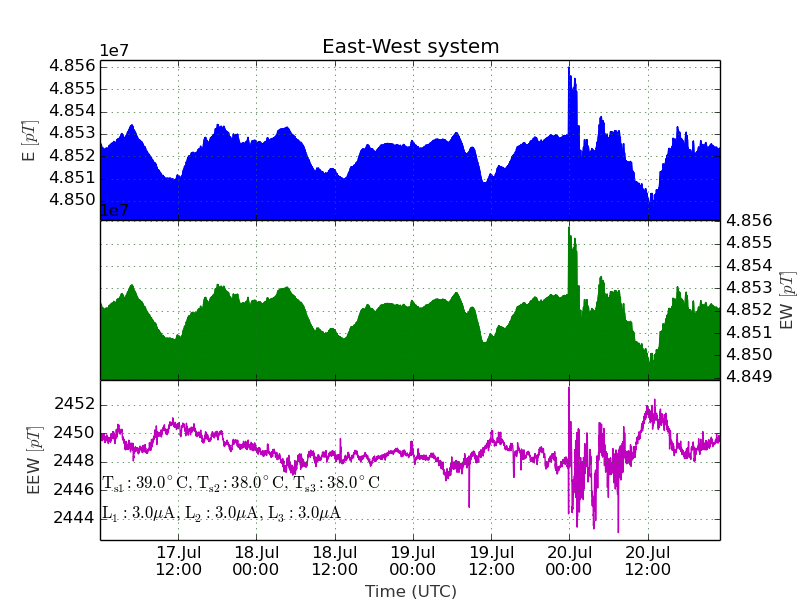 East-West system
1e7
4.856
4.855
4.854
4.853
4.852
4.851
4.850
E [pT]
1e7
4.856
4.855
4.854
4.853
4.852
4.851
4.850
4.849
EW [pT]
2452
2450
2448
2446
2444
EEW [pT]
T_s1 : 39.0°C, T_s2 : 38.0°C, T_s3 : 38.0°C
L_1 : 3.0μA, L_2 : 3.0μA, L_3 : 3.0μA
17.Jul 18.Jul 18.Jul 19.Jul 19.Jul 20.Jul 20.Jul
12:00 00:00 12:00 00:00 12:00 00:00 12:00
Time (UTC)